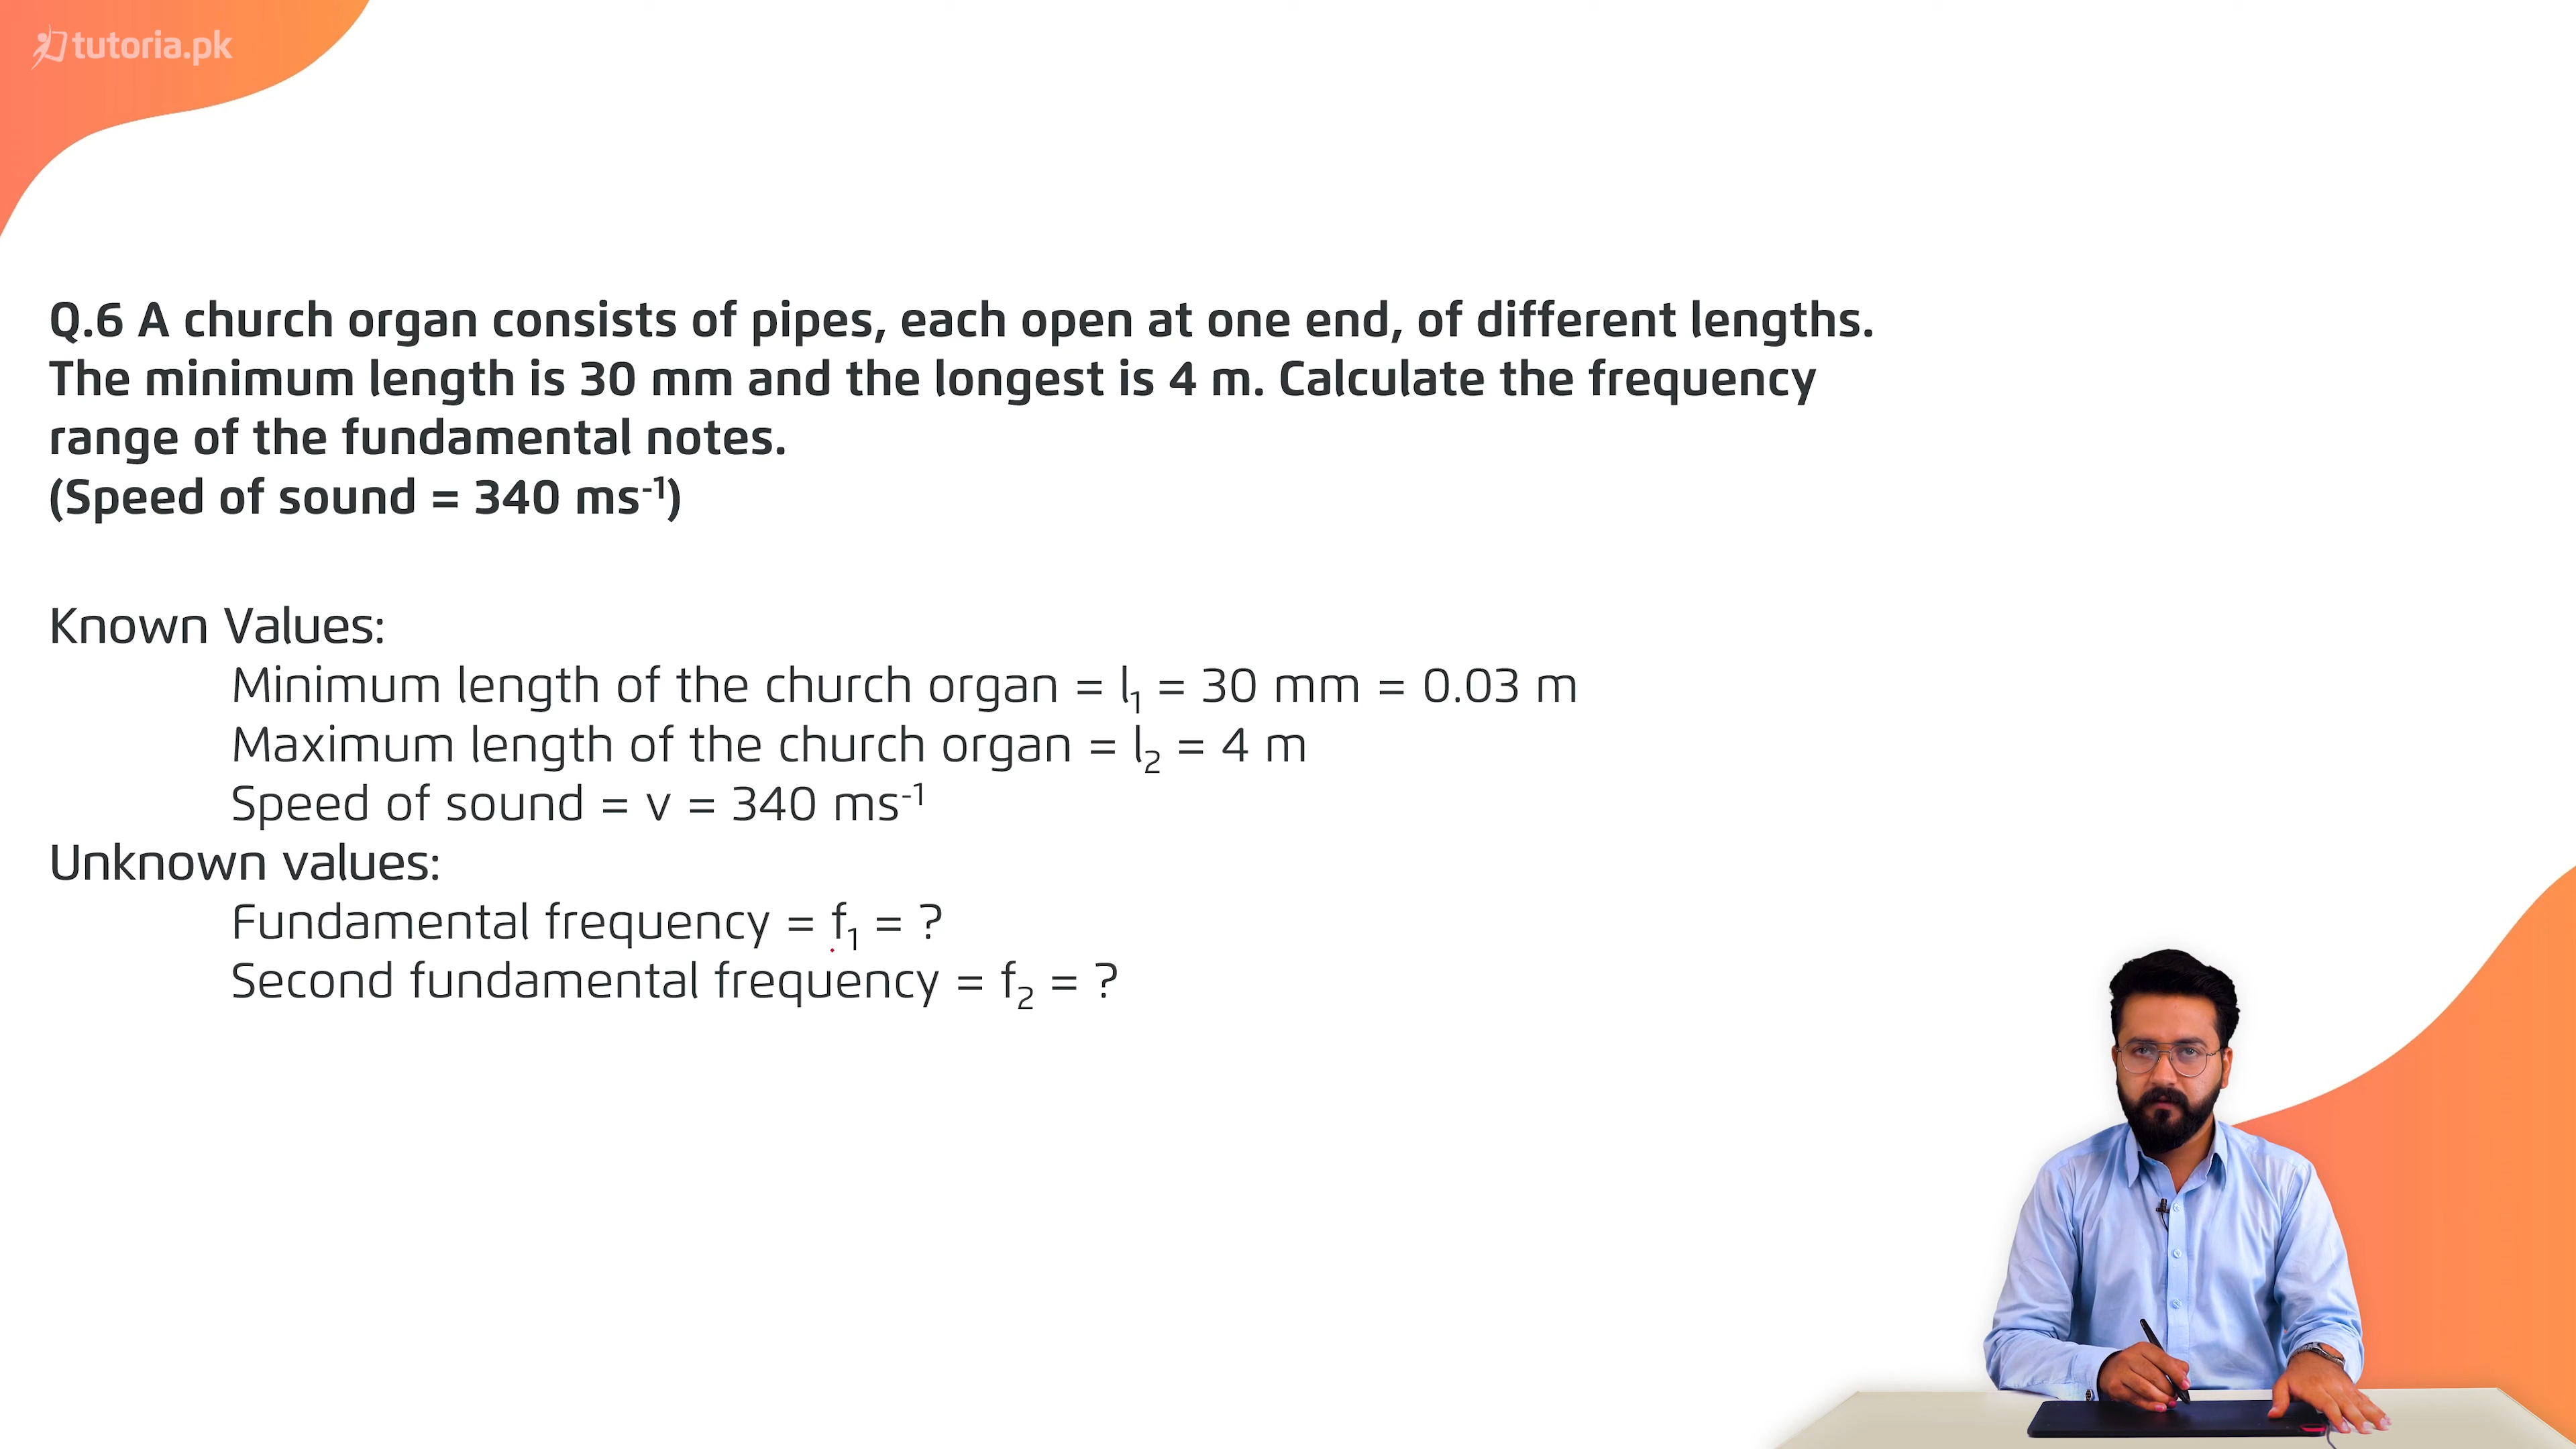 tutoria.pk
Q.6 A church organ consists of pipes, each open at one end, of different lengths.
The minimum length is 30 mm and the longest is 4 m. Calculate the frequency
range of the fundamental notes.
(Speed of sound = 340 ms⁻¹)
Known Values:
Minimum length of the church organ = l₁ = 30 mm = 0.03 m
Maximum length of the church organ = l₂ = 4 m
Speed of sound = v = 340 ms⁻¹
Unknown values:
Fundamental frequency = f₁ = ?
Second fundamental frequency = f₂ = ?